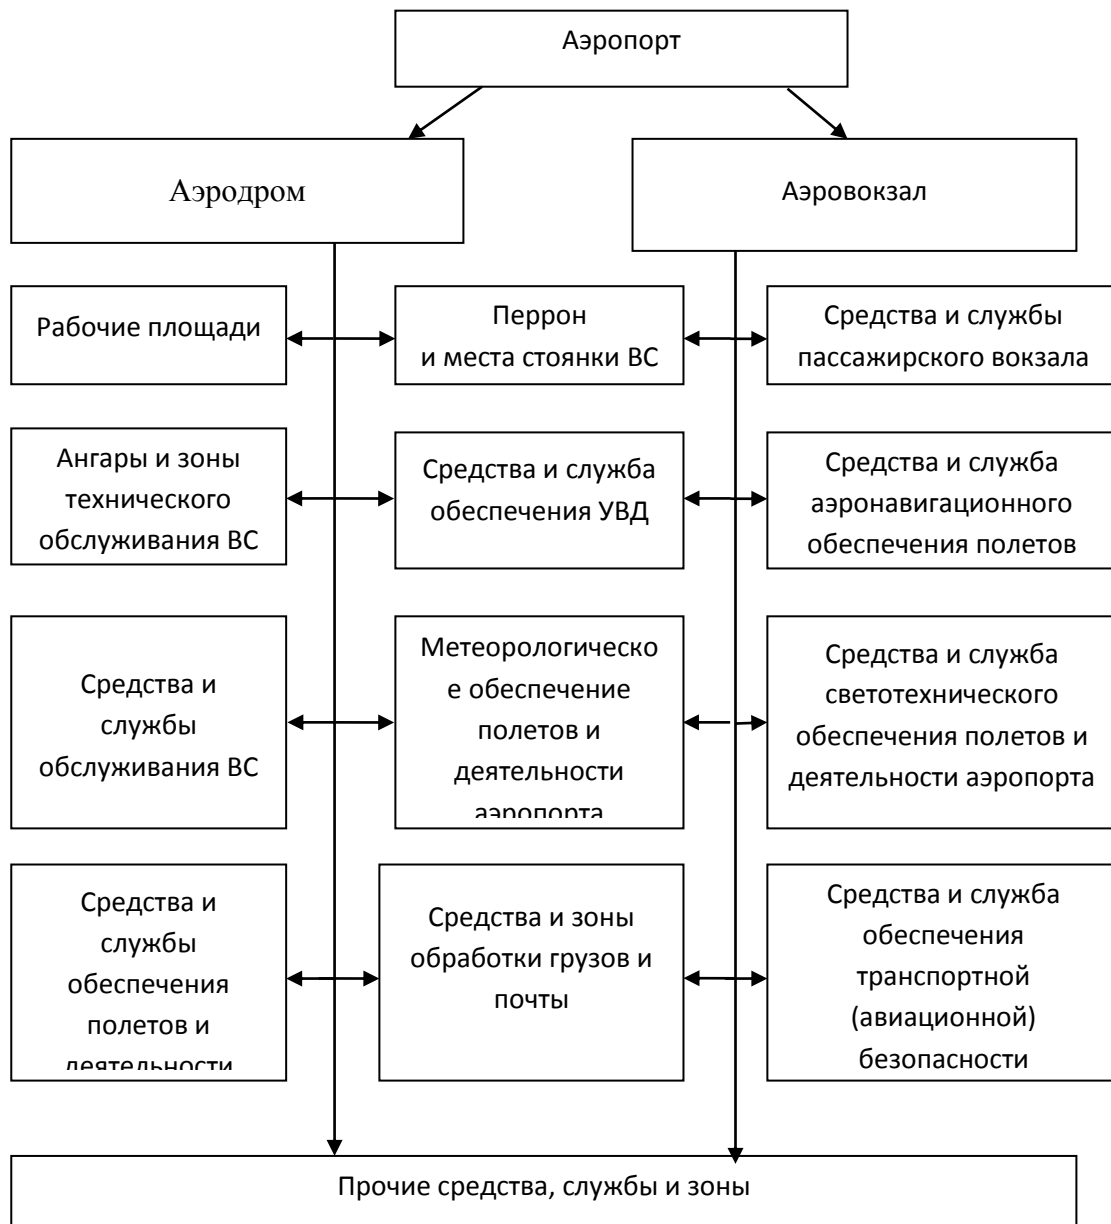 Аэропорт
Аэродром
Аэровокзал
Рабочие площади
Перрон
и места стоянки ВС
Средства и службы
пассажирского вокзала
Ангары и зоны
технического
обслуживания ВС
Средства и служба
обеспечения УВД
Средства и служба
аэронавигационного
обеспечения полетов
Средства и
службы
обслуживания ВС
Метеорологическо
е обеспечение
полетов и
деятельности
аэропорта
Средства и служба
светотехнического
обеспечения полетов и
деятельности аэропорта
Средства и
службы
обеспечения
полетов и
деятельности
Средства и зоны
обработки грузов и
почты
Средства и служба
обеспечения
транспортной
(авиационной)
безопасности
Прочие средства, службы и зоны